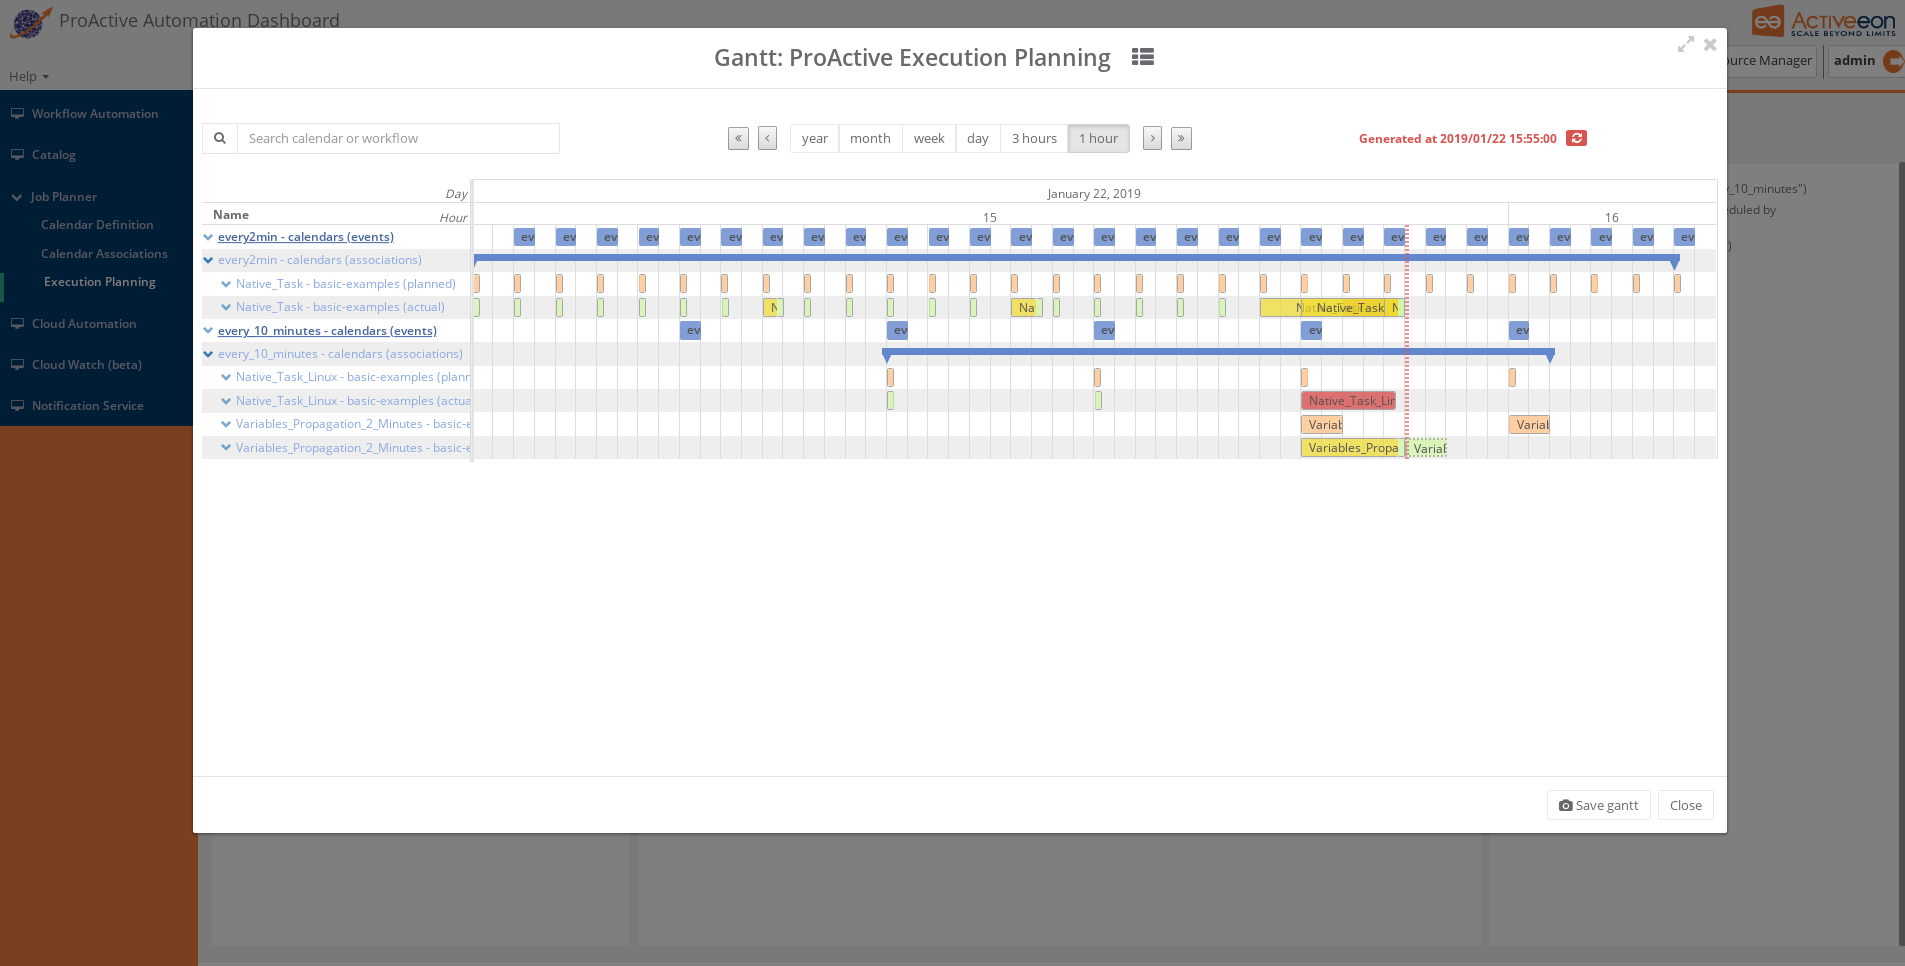 ProActive Automation Dashboard
Activeeon
SCALE BEYOND LIMITS
Help
ource Manager
admin
Workflow Automation
Catalog
Job Planner
Calendar Definition
Calendar Associations
Execution Planning
Cloud Automation
Cloud Watch (beta)
Notification Service
Gantt: ProActive Execution Planning
Search calendar or workflow
« ‹ year month week day 3 hours 1 hour › »
Generated at 2019/01/22 15:55:00
_10_minutes")
eduled by
)
Day January 22, 2019
Name Hour 15 16
every2min - calendars (events) ev ev ev ev ev ev ev ev ev ev ev ev ev ev ev ev ev ev ev ev ev ev ev ev ev ev ev ev ev
every2min - calendars (associations)
Native_Task - basic-examples (planned)
Native_Task - basic-examples (actual) N Na Native_Task N
every_10_minutes - calendars (events) ev ev ev ev ev
every_10_minutes - calendars (associations)
Native_Task_Linux - basic-examples (plann
Native_Task_Linux - basic-examples (actua Native_Task_Lin
Variables_Propagation_2_Minutes - basic-e Variab Variab
Variables_Propagation_2_Minutes - basic-e Variables_Propa Variab
Save gantt Close